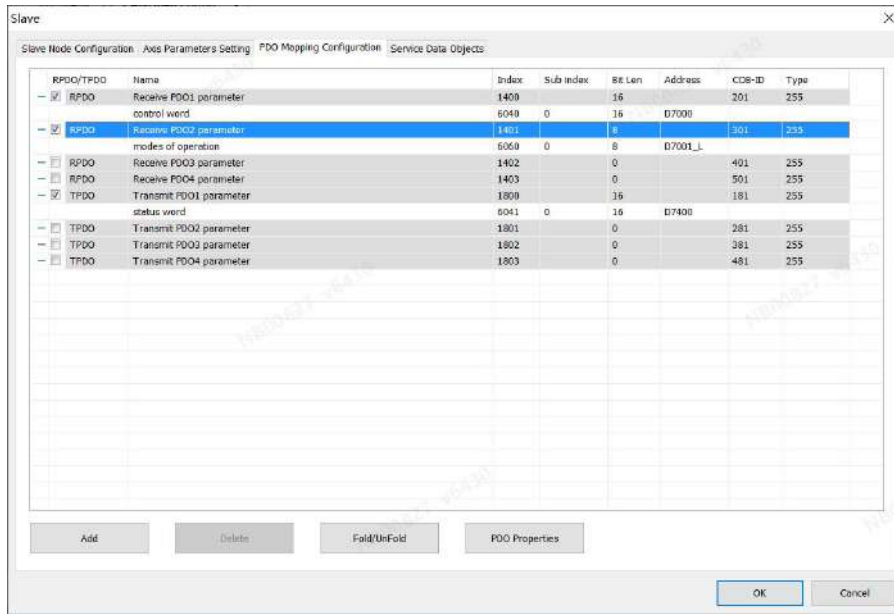 Slave
Slave Node Configuration Axis Parameters Setting PDO Mapping Configuration Service Data Objects
RPDO/TPDO Name Index Sub Index Bit Len Address COB-ID Type
RPDO Receive PDO1 parameter 1400 16 201 255
control word 6040 0 16 D7000
RPDO Receive PDO2 parameter 1401 8 301 255
modes of operation 6060 0 8 D7001_L
RPDO Receive PDO3 parameter 1402 0 401 255
RPDO Receive PDO4 parameter 1403 0 501 255
TPDO Transmit PDO1 parameter 1800 16 181 255
status word 6041 0 16 D7400
TPDO Transmit PDO2 parameter 1801 0 281 255
TPDO Transmit PDO3 parameter 1802 0 381 255
TPDO Transmit PDO4 parameter 1803 0 481 255
Add Delete Fold/UnFold PDO Properties
OK Cancel